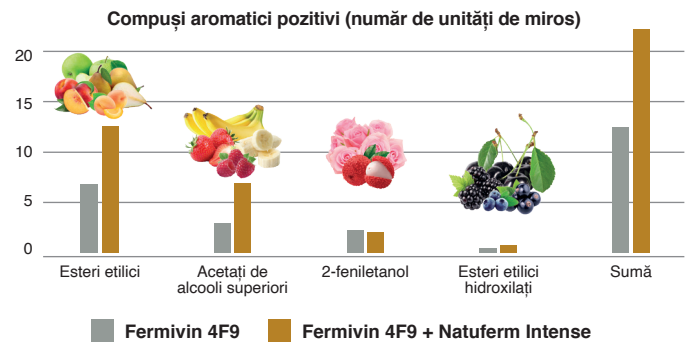 Compuși aromatici pozitivi (număr de unități de miros)
20
15
10
5
0
Esteri etilici
Acetați de
alcooli superiori
2-feniletanol
Esteri etilici
hidroxilați
Sumă
Fermivin 4F9
Fermivin 4F9 + Natuferm Intense